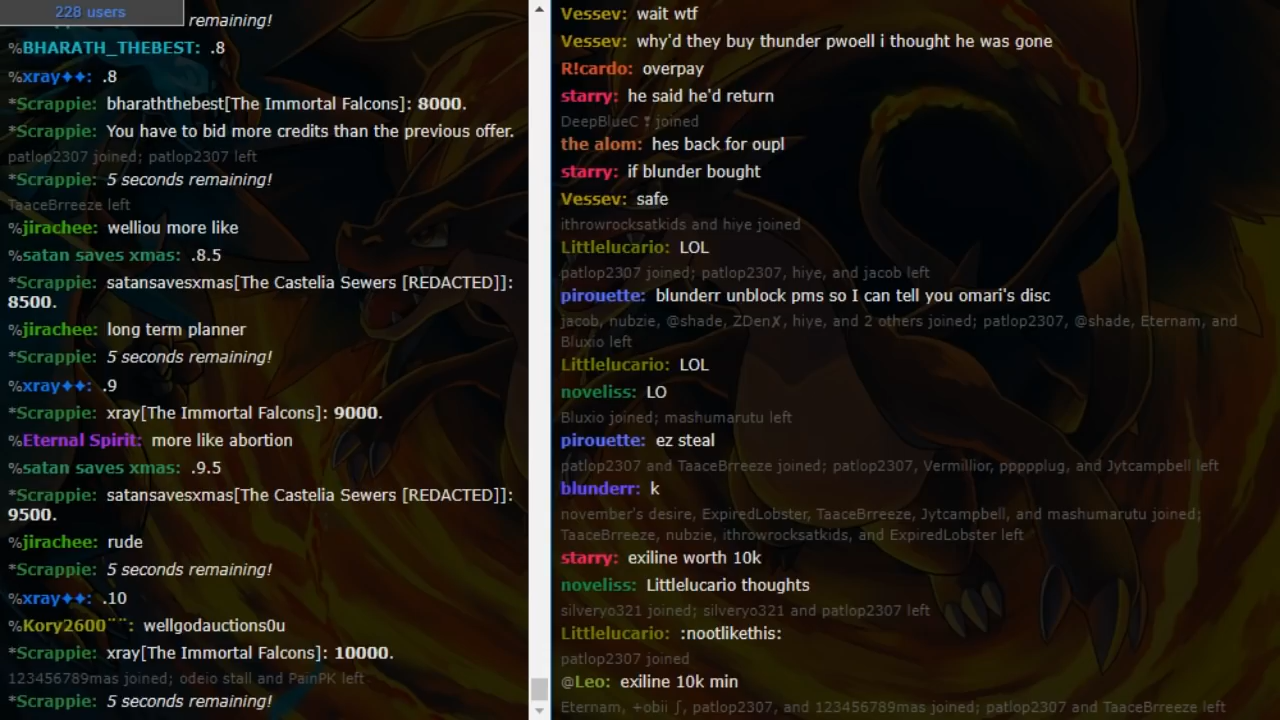 228 users
remaining!
%BHARATH_THEBEST: .8
%xray✦✦: .8
*Scrappie: bharaththebest[The Immortal Falcons]: 8000.
*Scrappie: You have to bid more credits than the previous offer.
patlop2307 joined; patlop2307 left
*Scrappie: 5 seconds remaining!
TaaceBrreeze left
%jirachee: welliou more like
%satan saves xmas: .8.5
*Scrappie: satansavesxmas[The Castelia Sewers [REDACTED]]:
8500.
%jirachee: long term planner
*Scrappie: 5 seconds remaining!
%xray✦✦: .9
*Scrappie: xray[The Immortal Falcons]: 9000.
%Eternal Spirit: more like abortion
%satan saves xmas: .9.5
*Scrappie: satansavesxmas[The Castelia Sewers [REDACTED]]:
9500.
%jirachee: rude
*Scrappie: 5 seconds remaining!
%xray✦✦: .10
%Kory2600¨¨: wellgodauctions0u
*Scrappie: xray[The Immortal Falcons]: 10000.
123456789mas joined; odeio stall and PainPK left
*Scrappie: 5 seconds remaining!
Vessev: wait wtf
Vessev: why'd they buy thunder pwoell i thought he was gone
R!cardo: overpay
starry: he said he'd return
DeepBlueC ❢ joined
the alom: hes back for oupl
starry: if blunder bought
Vessev: safe
ithrowrocksatkids and hiye joined
Littlelucario: LOL
patlop2307 joined; patlop2307, hiye, and jacob left
pirouette: blunderr unblock pms so I can tell you omari's disc
jacob, nubzie, @shade, ZDenX, hiye, and 2 others joined; patlop2307, @shade, Eternam, and
Bluxio left
Littlelucario: LOL
noveliss: LO
Bluxio joined; mashumarutu left
pirouette: ez steal
patlop2307 and TaaceBrreeze joined; patlop2307, Vermillior, ppppplug, and Jytcampbell left
blunderr: k
november's desire, ExpiredLobster, TaaceBrreeze, Jytcampbell, and mashumarutu joined;
TaaceBrreeze, nubzie, ithrowrocksatkids, and ExpiredLobster left
starry: exiline worth 10k
noveliss: Littlelucario thoughts
silveryo321 joined; silveryo321 and patlop2307 left
Littlelucario: :nootlikethis:
patlop2307 joined
@Leo: exiline 10k min
Eternam, +obii ʃ, patlop2307, and 123456789mas joined; patlop2307 and TaaceBrreeze left